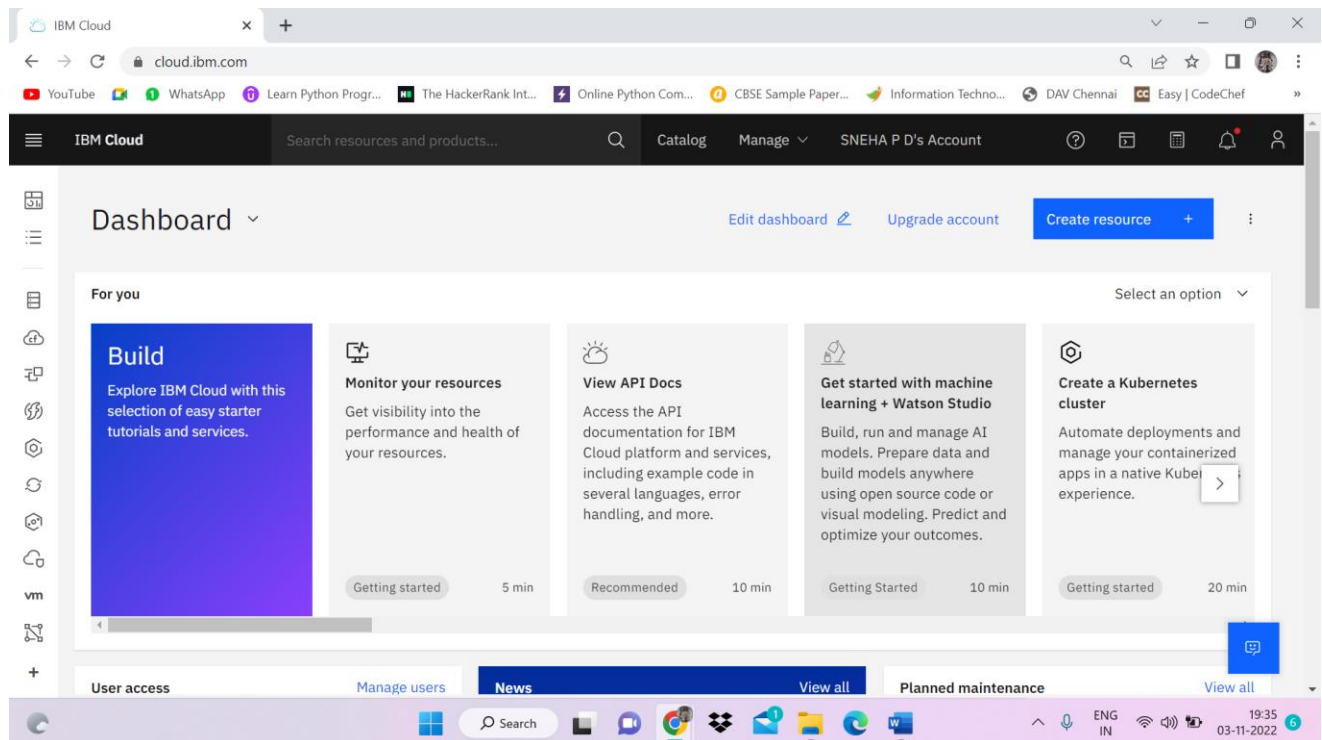 IBM Cloud
cloud.ibm.com
YouTube WhatsApp Learn Python Progr... The HackerRank Int... Online Python Com... CBSE Sample Paper... Information Techno... DAV Chennai Easy | CodeChef »
IBM Cloud Search resources and products... Catalog Manage SNEHA P D's Account
Dashboard Edit dashboard Upgrade account Create resource +
For you Select an option
Build
Explore IBM Cloud with this
selection of easy starter
tutorials and services.
Monitor your resources
Get visibility into the
performance and health of
your resources.
Getting started 5 min
View API Docs
Access the API
documentation for IBM
Cloud platform and services,
including example code in
several languages, error
handling, and more.
Recommended 10 min
Get started with machine
learning + Watson Studio
Build, run and manage AI
models. Prepare data and
build models anywhere
using open source code or
visual modeling. Predict and
optimize your outcomes.
Getting Started 10 min
Create a Kubernetes
cluster
Automate deployments and
manage your containerized
apps in a native
experience.
Getting started 20 min
vm
User access Manage users News View all Planned maintenance View all
Search ENG
IN
19:35
03-11-2022
6